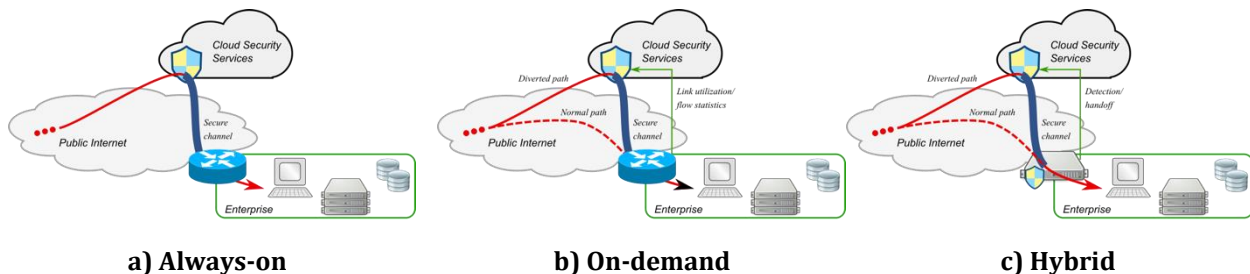 Cloud Security
Services
Public Internet
Secure
channel
Enterprise
a) Always-on
Cloud Security
Services
Diverted path
Link utilization/
flow statistics
Normal path
Public Internet
Secure
channel
Enterprise
b) On-demand
Cloud Security
Services
Diverted path
Detection/
handoff
Normal path
Public Internet
Secure
channel
Enterprise
c) Hybrid